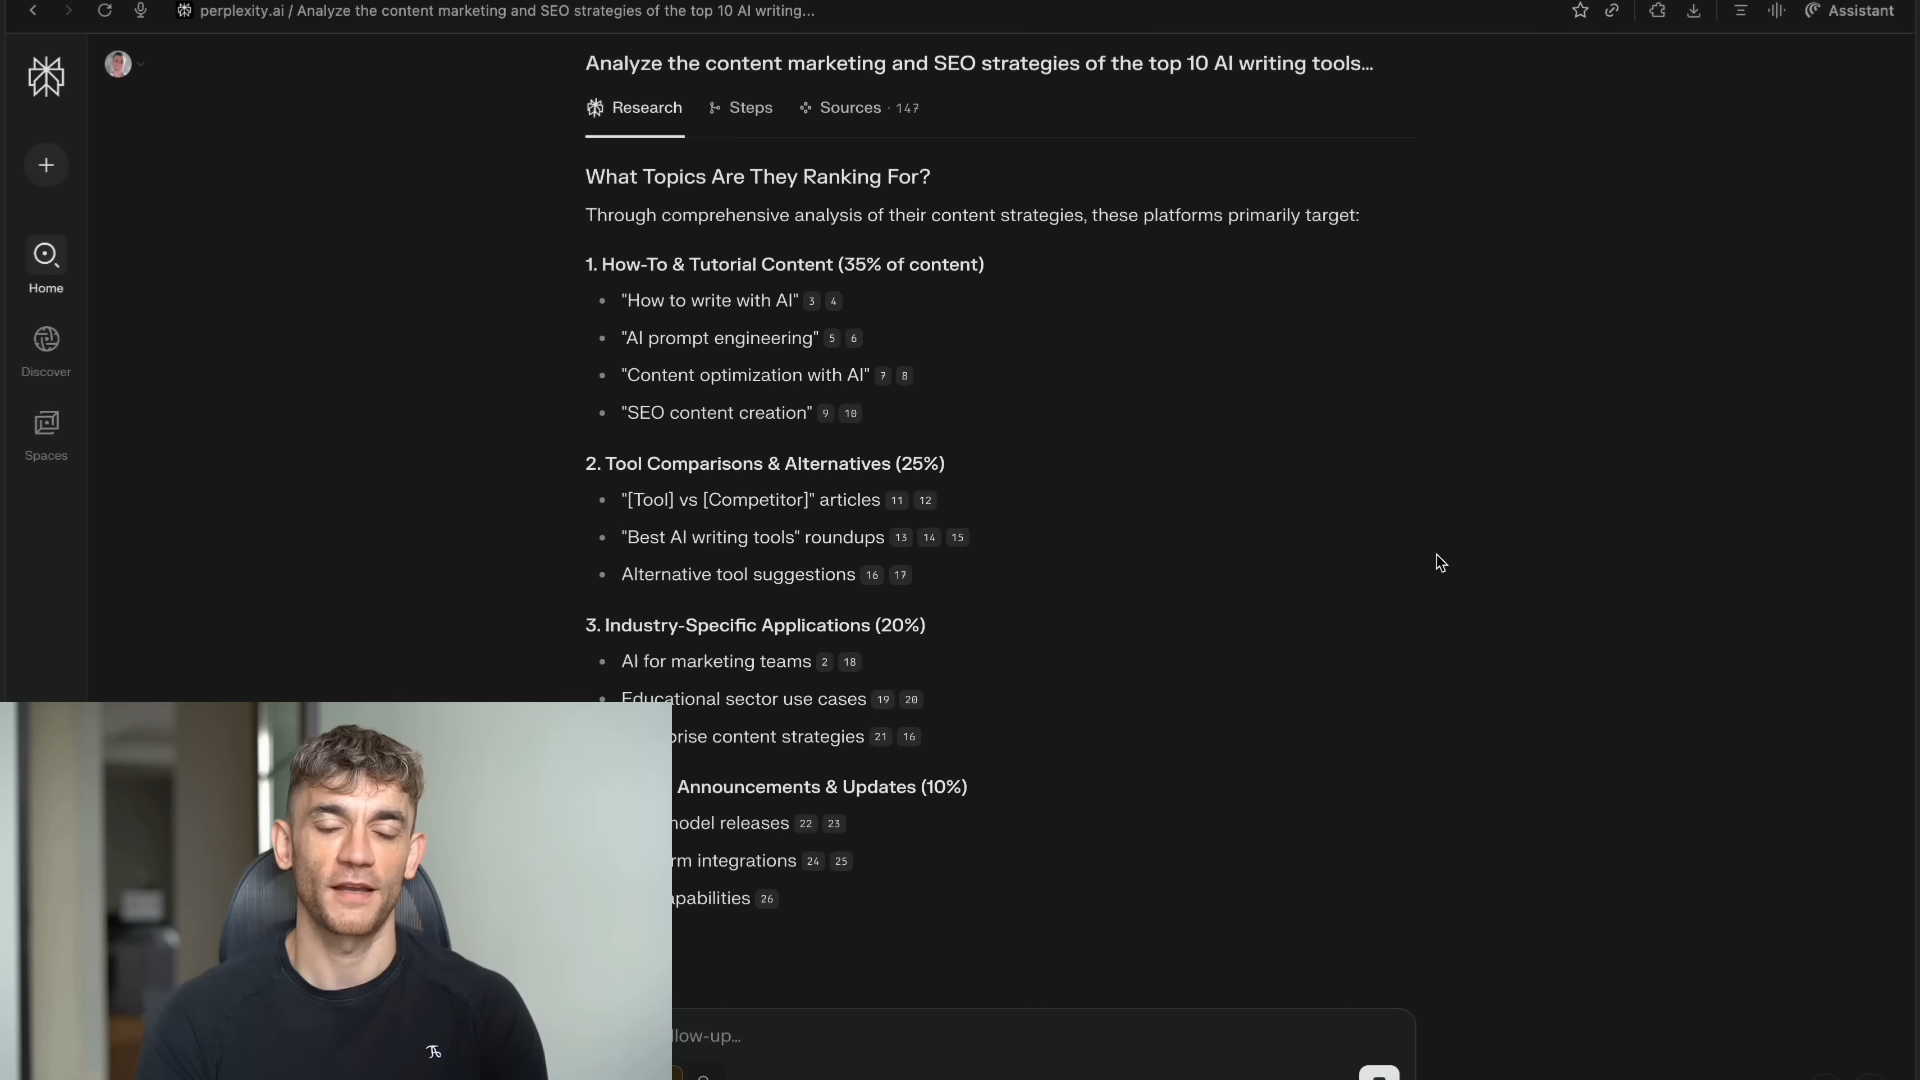 perplexity.ai / Analyze the content marketing and SEO strategies of the top 10 AI writing...
Assistant
Analyze the content marketing and SEO strategies of the top 10 AI writing tools...
Research
Steps
Sources · 147
Home
Discover
Spaces
What Topics Are They Ranking For?
Through comprehensive analysis of their content strategies, these platforms primarily target:
1. How-To & Tutorial Content (35% of content)
• "How to write with AI" 3 4
• "AI prompt engineering" 5 6
• "Content optimization with AI" 7 8
• "SEO content creation" 9 10
2. Tool Comparisons & Alternatives (25%)
• "[Tool] vs [Competitor]" articles 11 12
• "Best AI writing tools" roundups 13 14 15
• Alternative tool suggestions 16 17
3. Industry-Specific Applications (20%)
• AI for marketing teams 2 18
• Educational sector use cases 19 20
content strategies 21 16
Announcements & Updates (10%)
releases 22 23
integrations 24 25
26